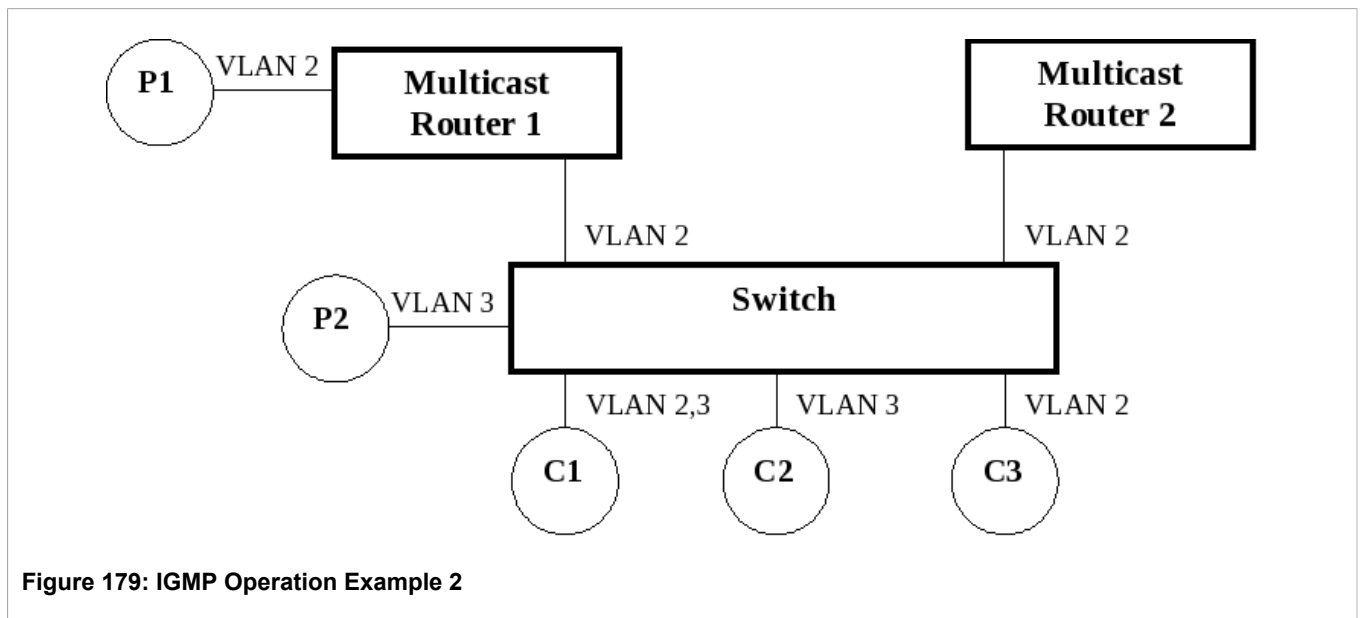 P1
VLAN 2
Multicast
Router 1
Multicast
Router 2
VLAN 2
VLAN 2
P2
VLAN 3
Switch
VLAN 2,3
VLAN 3
VLAN 2
C1
C2
C3
Figure 179: IGMP Operation Example 2